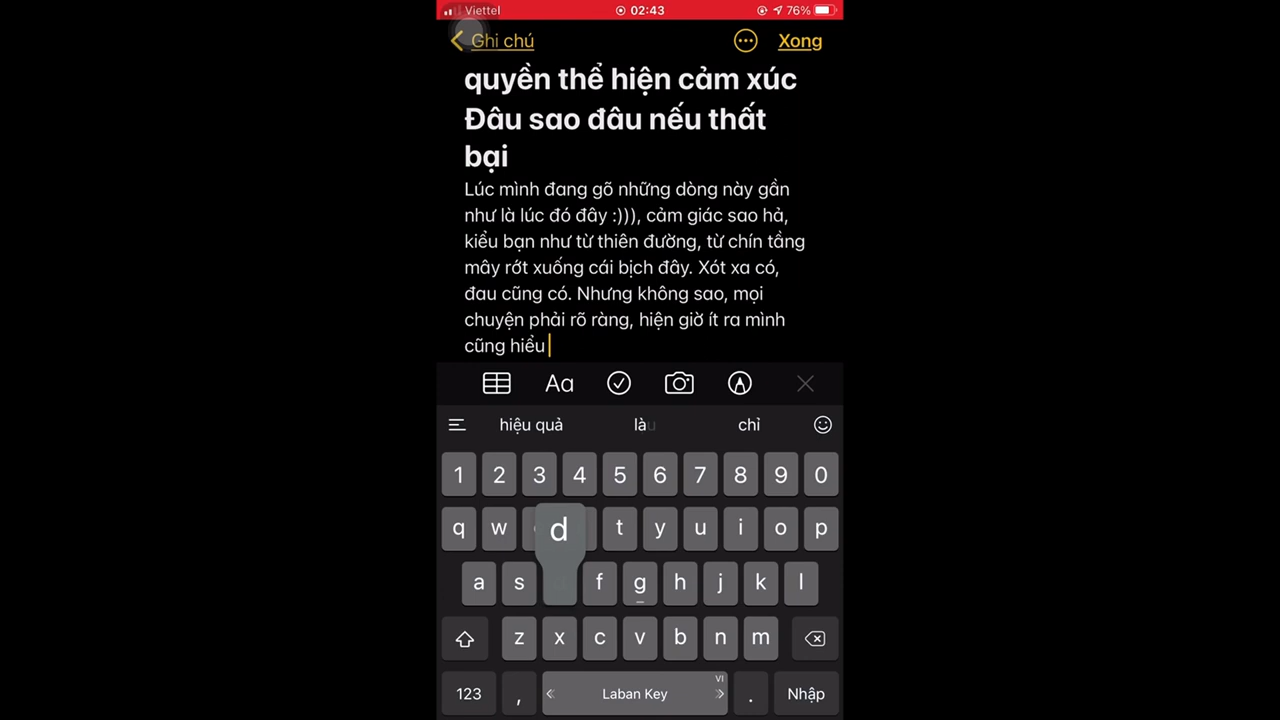 Viettel 02:43 76%
Ghi chú Xong
quyền thể hiện cảm xúc
Đâu sao đâu nếu thất
bại
Lúc mình đang gõ những dòng này gần
như là lúc đó đây :))), cảm giác sao hả,
kiểu bạn như từ thiên đường, từ chín tầng
mây rớt xuống cái bịch đây. Xót xa có,
đau cũng có. Nhưng không sao, mọi
chuyện phải rõ ràng, hiện giờ ít ra mình
cũng hiểu
Aa
hiệu quả là chỉ
1 2 3 4 5 6 7 8 9 0
q w d t y u i o p
a s f g h j k l
z x c v b n m
123 , Laban Key VI . Nhập